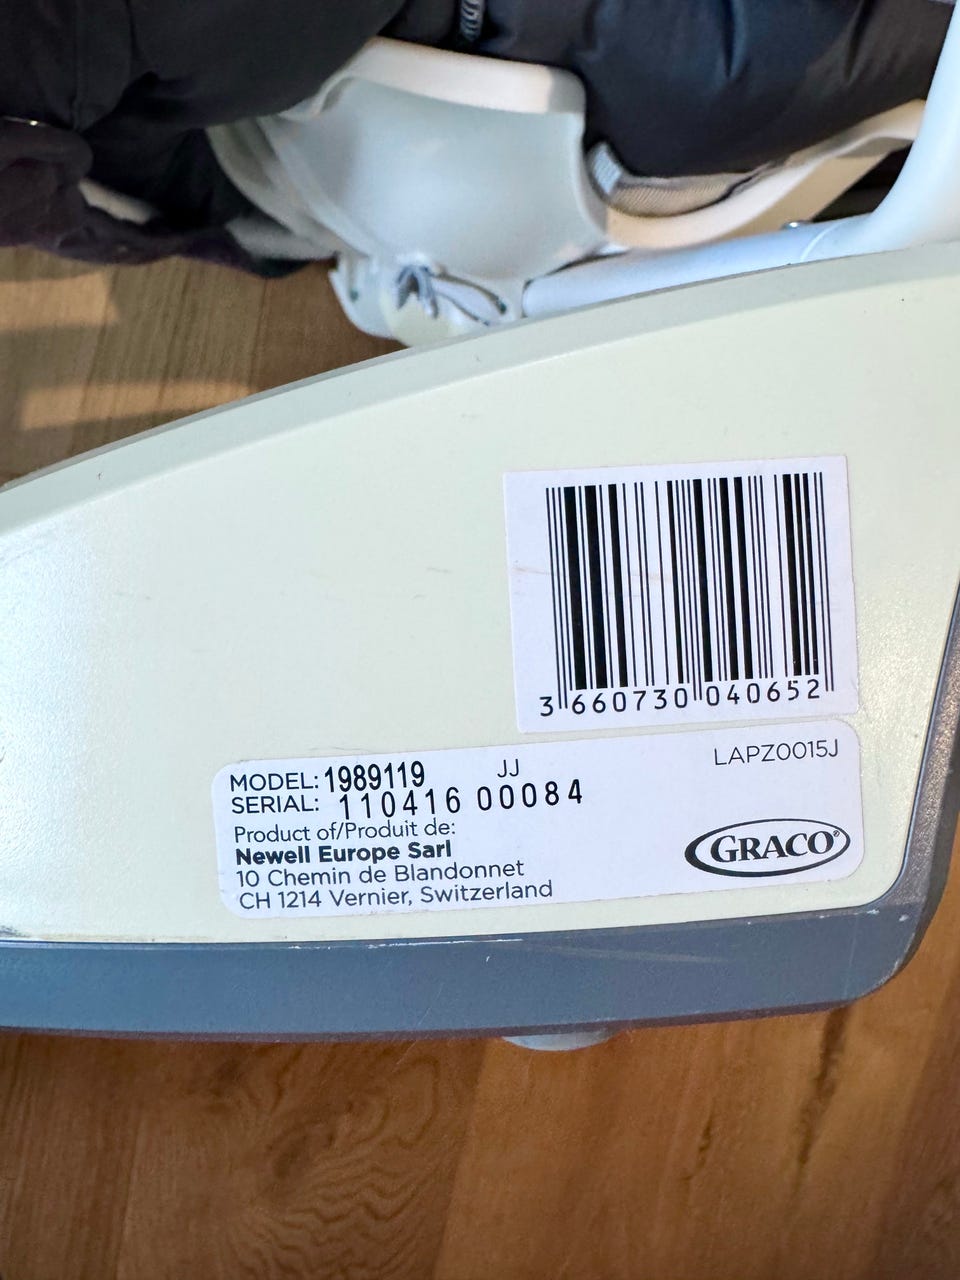 3 660730 040652
LAPZ0015J
MODEL: 1989119 JJ
SERIAL: 110416 00084
Product of/Produit de:
Newell Europe Sarl
10 Chemin de Blandonnet
CH 1214 Vernier, Switzerland
GRACO®